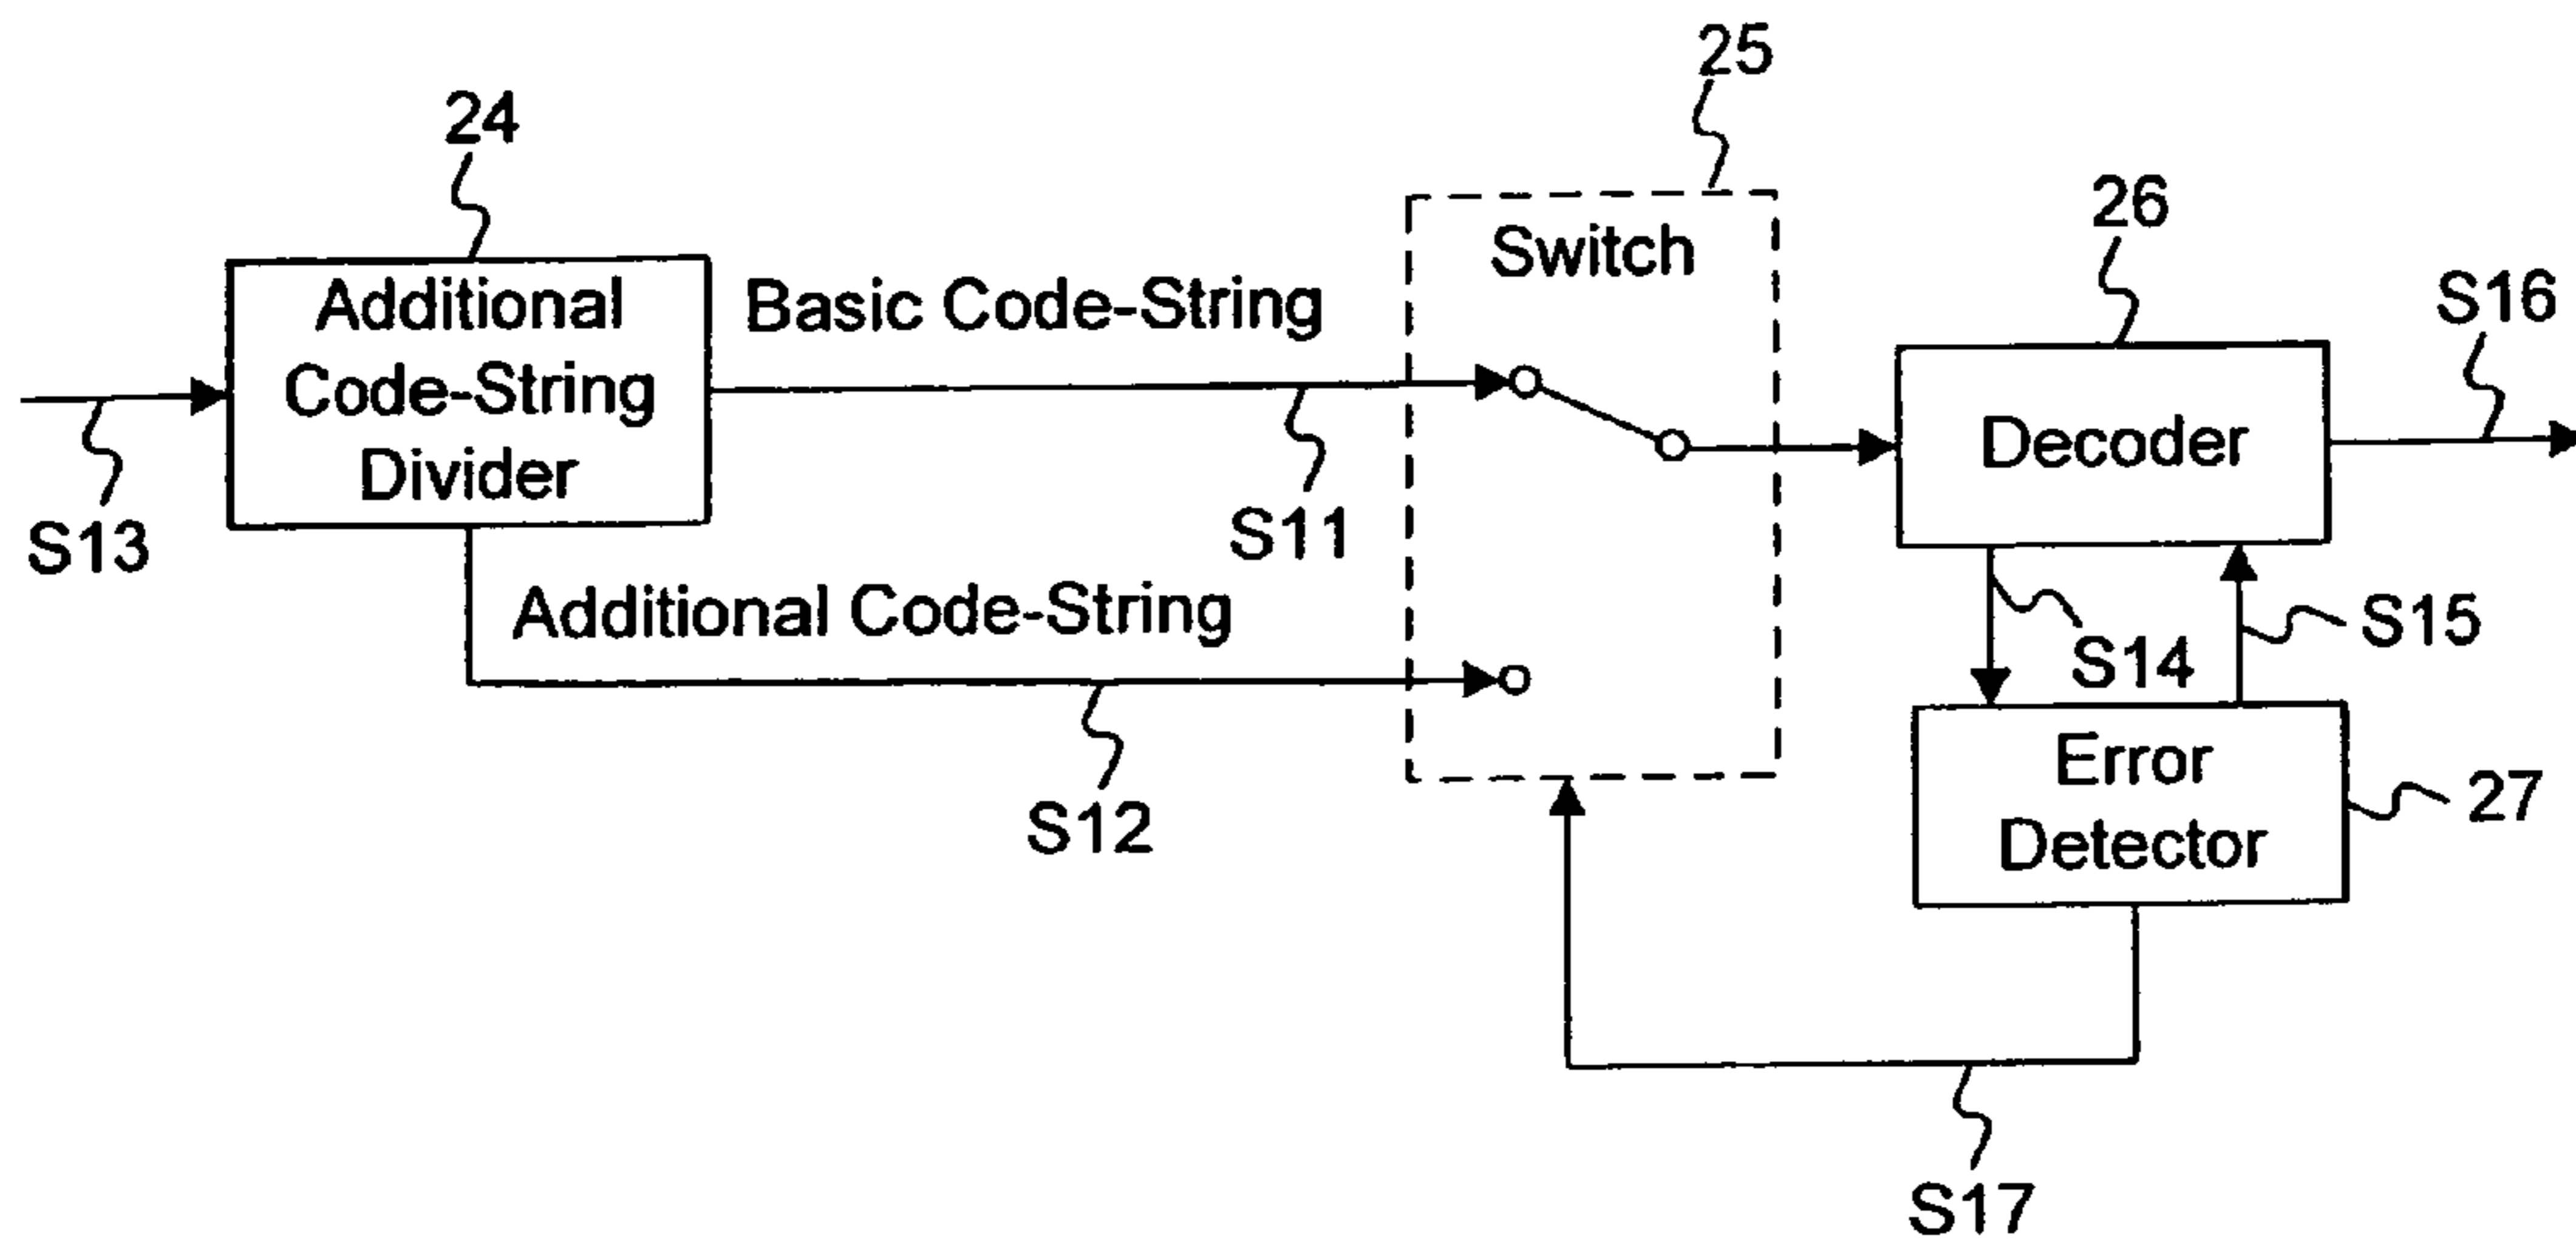 25
24
26
Switch
Additional
Code-String
Divider
Basic Code-String
S16
Decoder
S13
S11
Additional Code-String
S14
S15
S12
Error
Detector
27
S17